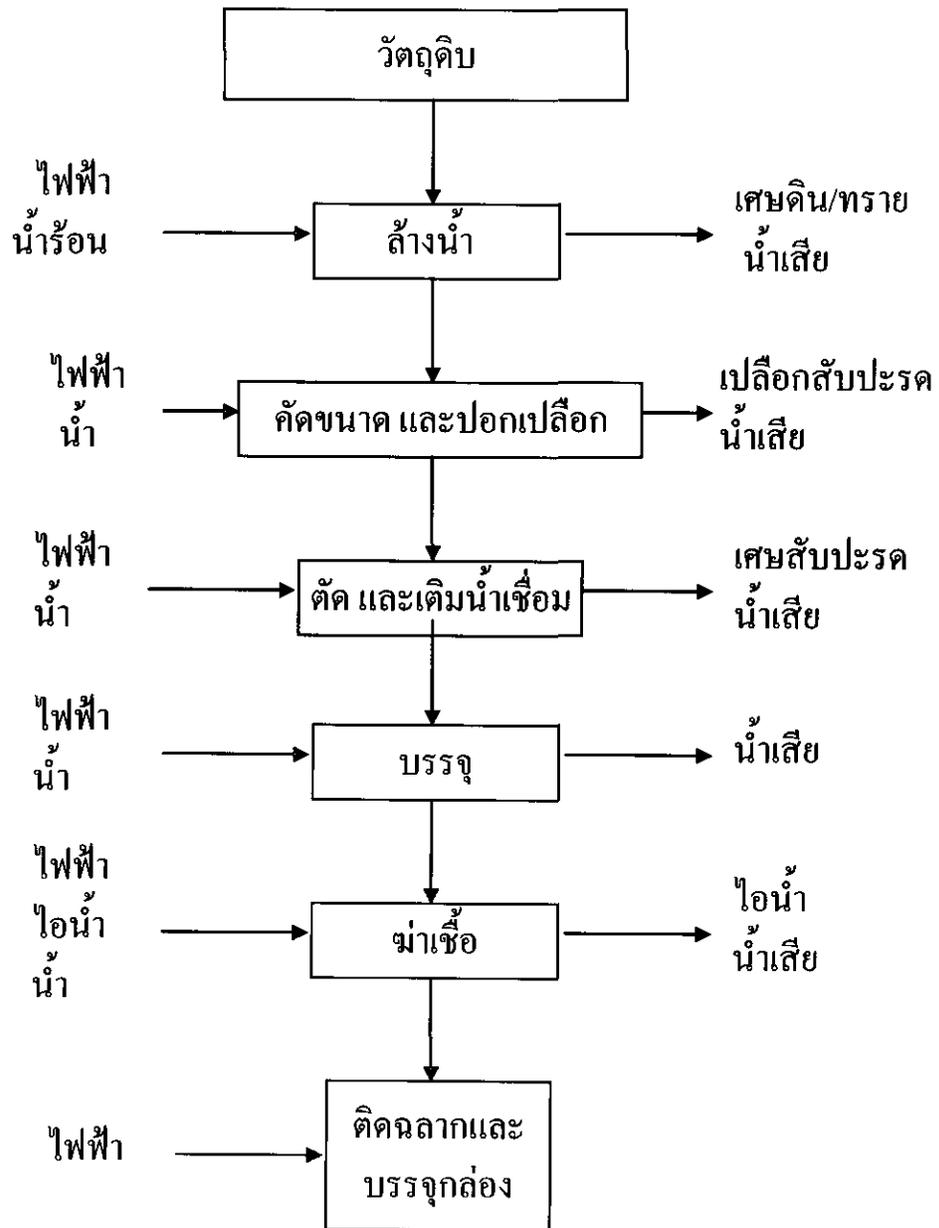 วัตถุดิบ
ไฟฟ้า
น้ำร้อน
ล้างน้ำ
เศษดิน/ทราย
น้ำเสีย
ไฟฟ้า
น้ำ
คัดขนาด และปอกเปลือก
เปลือกสับปะรด
น้ำเสีย
ไฟฟ้า
น้ำ
ตัด และเติมน้ำเชื่อม
เศษสับปะรด
น้ำเสีย
ไฟฟ้า
น้ำ
บรรจุ
น้ำเสีย
ไฟฟ้า
ไอน้ำ
น้ำ
ฆ่าเชื้อ
ไอน้ำ
น้ำเสีย
ไฟฟ้า
ติดฉลากและ
บรรจุกล่อง